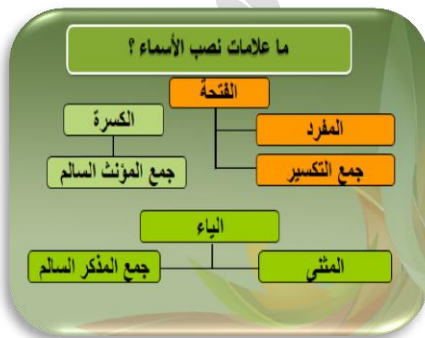 ما علامات نصب الأسماء ؟
الفتحة
المفرد
جمع التكسير
الكسرة
جمع المؤنث السالم
الياء
المثنى
جمع المذكر السالم